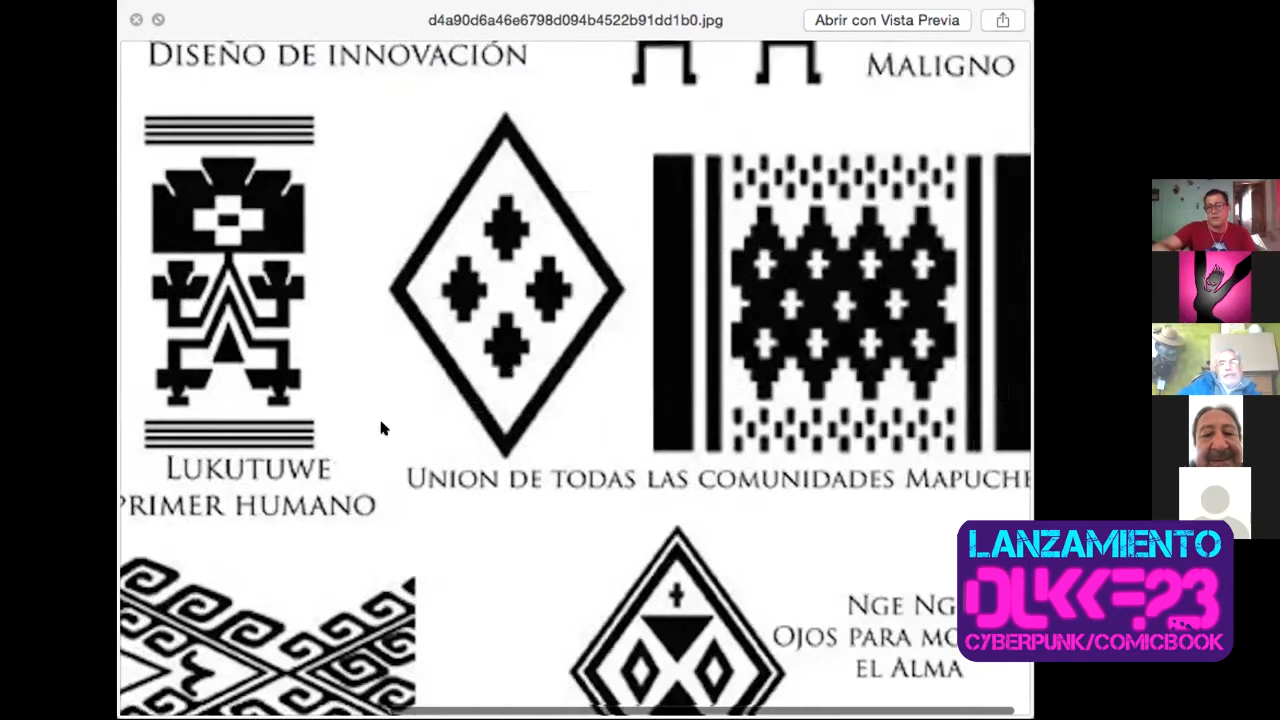 d4a90d6a46e6798d094b4522b91dd1b0.jpg
Abrir con Vista Previa
DISEÑO DE INNOVACIÓN
MALIGNO
LUKUTUWE
PRIMER HUMANO
UNION DE TODAS LAS COMUNIDADES MAPUCHE
NGE
OJOS PARA
EL ALMA
LANZAMIENTO
CYBERPUNK/COMICBOOK